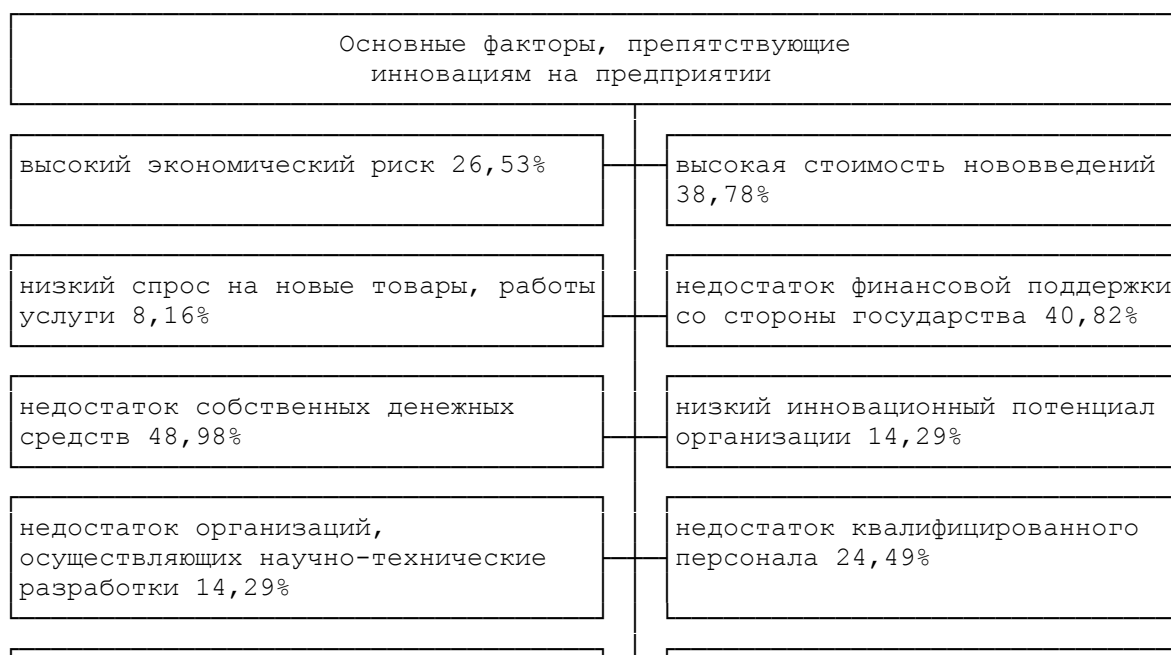 Основные факторы, препятствующие
инновациям на предприятии
высокий экономический риск 26,53%
высокая стоимость нововведений
38,78%
низкий спрос на новые товары, работы
услуги 8,16%
недостаток финансовой поддержки
со стороны государства 40,82%
недостаток собственных денежных
средств 48,98%
низкий инновационный потенциал
организации 14,29%
недостаток организаций,
осуществляющих научно-технические
разработки 14,29%
недостаток квалифицированного
персонала 24,49%